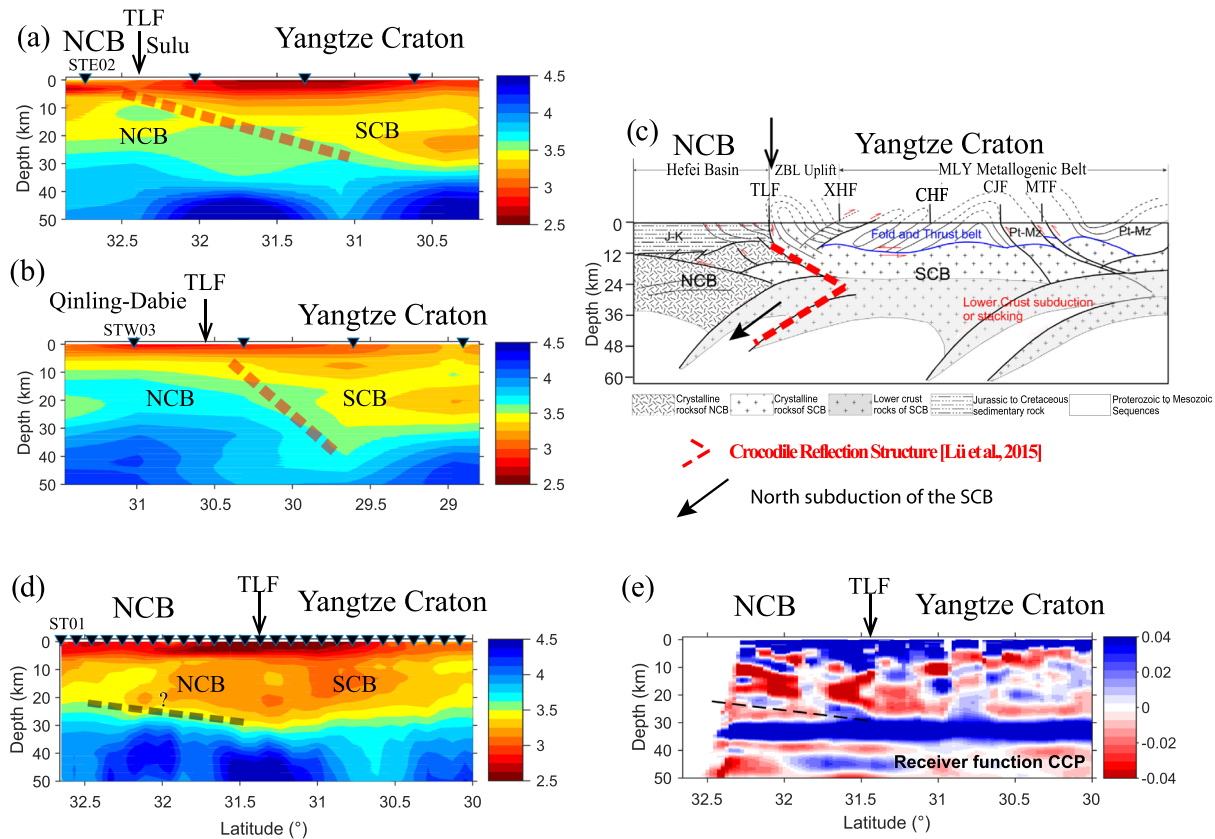 (a)
TLF
NCB Sulu Yangtze Craton
STE02
0
10
20
30
40
50
Depth (km)
NCB SCB
32.5 32 31.5 31 30.5
4.5
4
3.5
3
2.5
(b)
TLF
Qinling-Dabie Yangtze Craton
STW03
0
10
20
30
40
50
Depth (km)
NCB SCB
31 30.5 30 29.5 29
4.5
4
3.5
3
2.5
(c)
NCB Yangtze Craton
Hefei Basin ZBL Uplift MLY Metallogenic Belt
TLF XHF CHF CJF MTF
0
12
24
36
48
60
Depth (km)
J-K Fold and Thrust belt Pt-Mz Pt-Mz
NCB SCB
Lower Crust subduction
or stacking
Crystalline
rocksof NCB
Crystalline
rocksof SCB
Lower crust
rocks of SCB
Jurassic to Cretaceous
sedimentary rock
Proterozoic to Mesozoic
Sequences
Crocodile Reflection Structure [Lü et al., 2015]
North subduction of the SCB
(d)
TLF
NCB Yangtze Craton
ST01
0
10
20
30
40
50
Depth (km)
NCB SCB
?
32.5 32 31.5 31 30.5 30
Latitude (°)
4.5
4
3.5
3
2.5
(e)
TLF
NCB Yangtze Craton
0
10
20
30
40
50
Depth (km)
Receiver function CCP
32.5 32 31.5 31 30.5 30
Latitude (°)
0.04
0.02
0
-0.02
-0.04